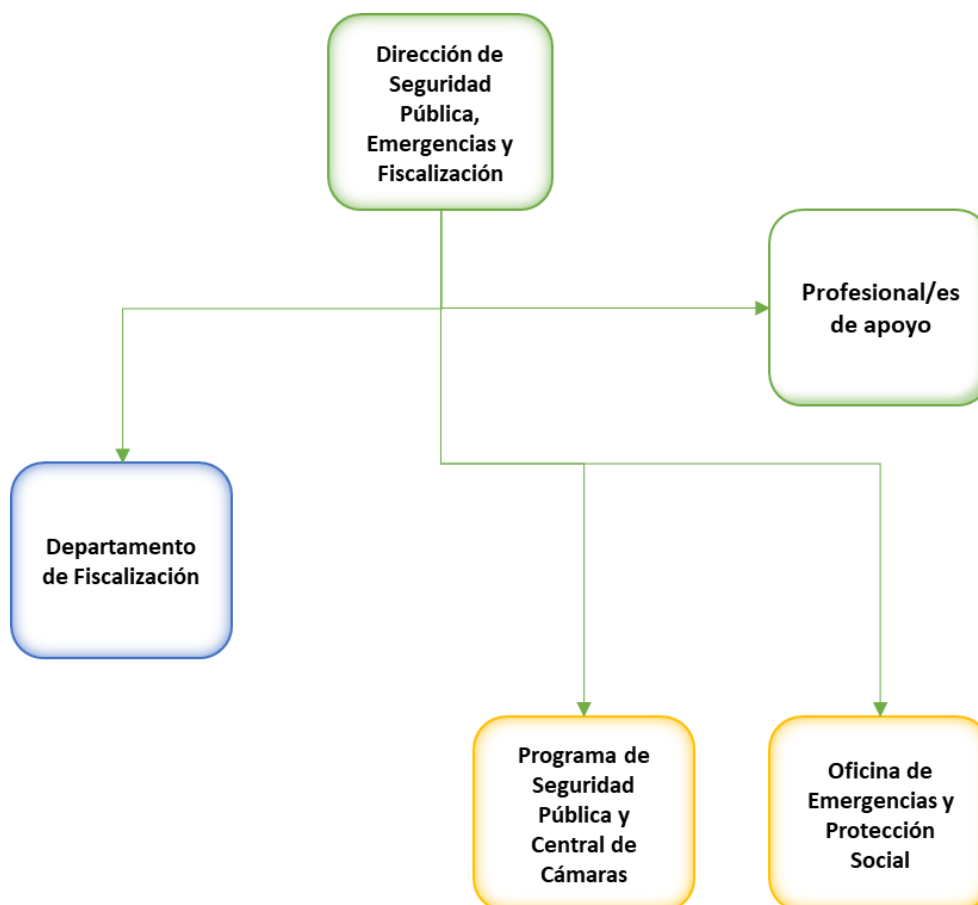 Dirección de
Seguridad
Pública,
Emergencias y
Fiscalización
Profesional/es
de apoyo
Departamento
de Fiscalización
Programa de
Seguridad
Pública y
Central de
Cámaras
Oficina de
Emergencias y
Protección
Social